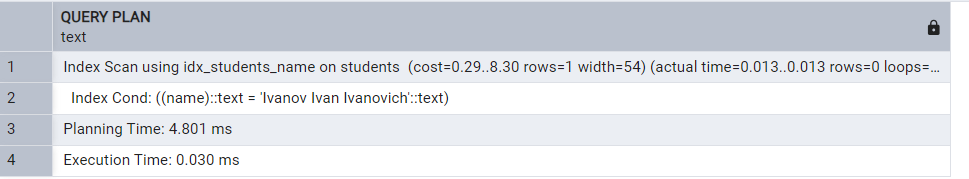 QUERY PLAN
text
1 Index Scan using idx_students_name on students (cost=0.29..8.30 rows=1 width=54) (actual time=0.013..0.013 rows=0 loops=...
2 Index Cond: ((name)::text = 'Ivanov Ivan Ivanovich'::text)
3 Planning Time: 4.801 ms
4 Execution Time: 0.030 ms